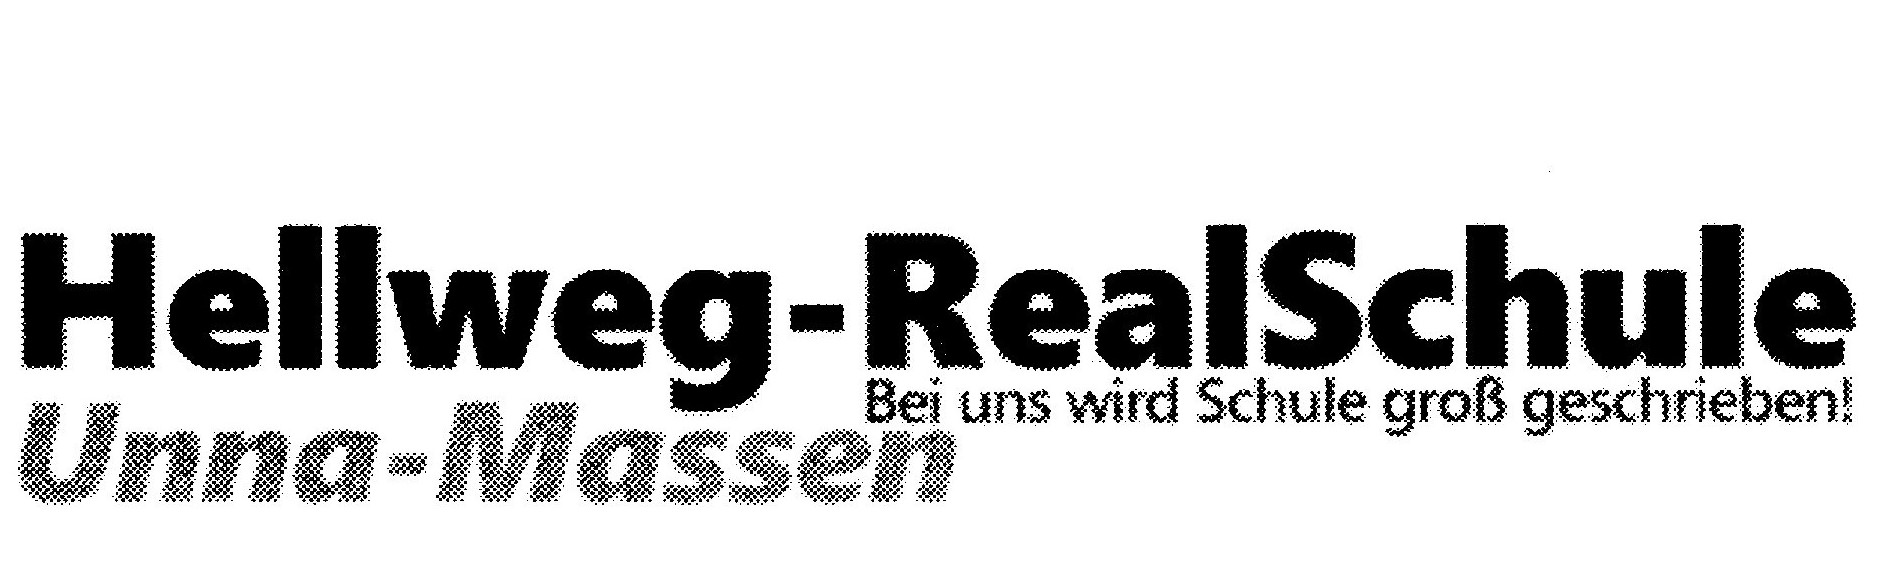 Hellweg-RealSchule
Bei uns wird Schule groß geschrieben!
Unna-Massen